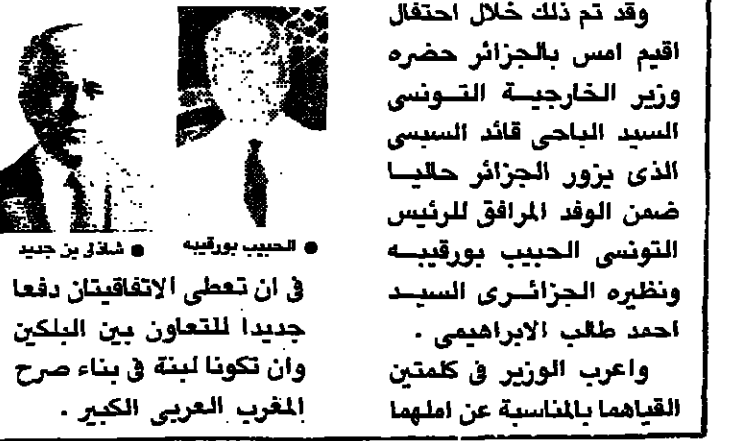 وقد تم ذلك خلال احتفال
اقيم امس بالجزائر حضره
وزير الخارجية التونسى
السيد الباجى قائد السبسى
الذى يزور الجزائر حاليا
ضمن الوفد المرافق للرئيس
التونسى الحبيب بورقيبه
ونظيره الجزائرى السيد
احمد طالب الابراهيمى .
واعرب الوزير فى كلمتين
القياهما بالمناسبة عن املهما
● الحبيب بورقيبه
● شاذلى بن جديد
فى ان تعطى الاتفاقيتان دفعا
جديدا للتعاون بين البلكين
وان تكونا لبنة فى بناء صرح
المغرب العربى الكبير .